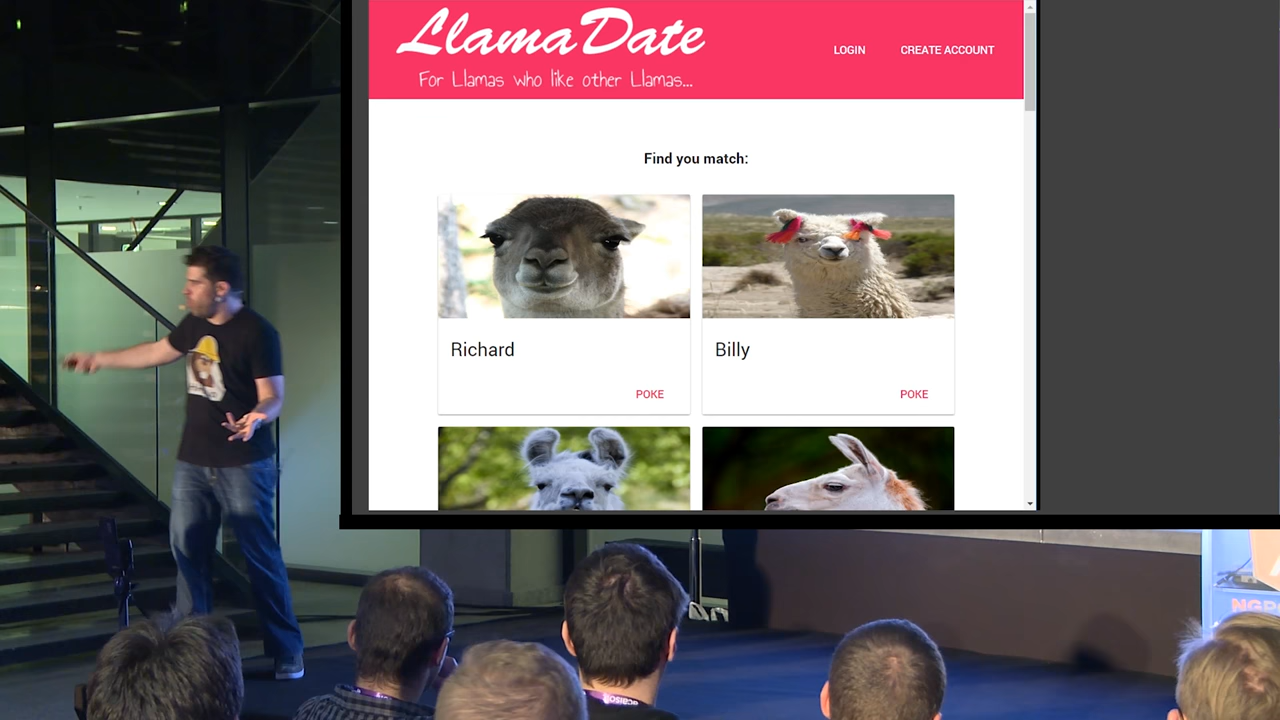 LlamaDate
LOGIN
CREATE ACCOUNT
For Llamas who like other Llamas...
Find you match:
Richard
Billy
POKE
POKE